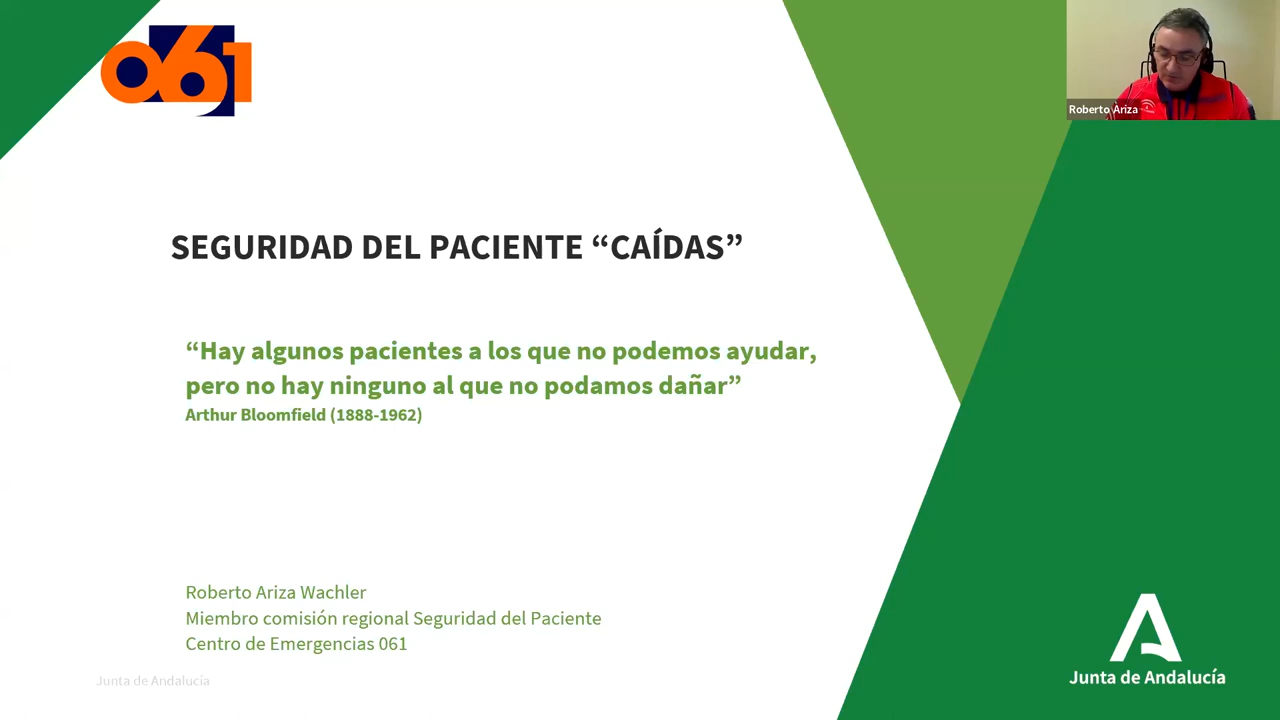 061
Roberto Ariza
SEGURIDAD DEL PACIENTE “CAÍDAS”
“Hay algunos pacientes a los que no podemos ayudar,
pero no hay ninguno al que no podamos dañar”
Arthur Bloomfield (1888-1962)
Roberto Ariza Wachler
Miembro comisión regional Seguridad del Paciente
Centro de Emergencias 061
Junta de Andalucía
Junta de Andalucía